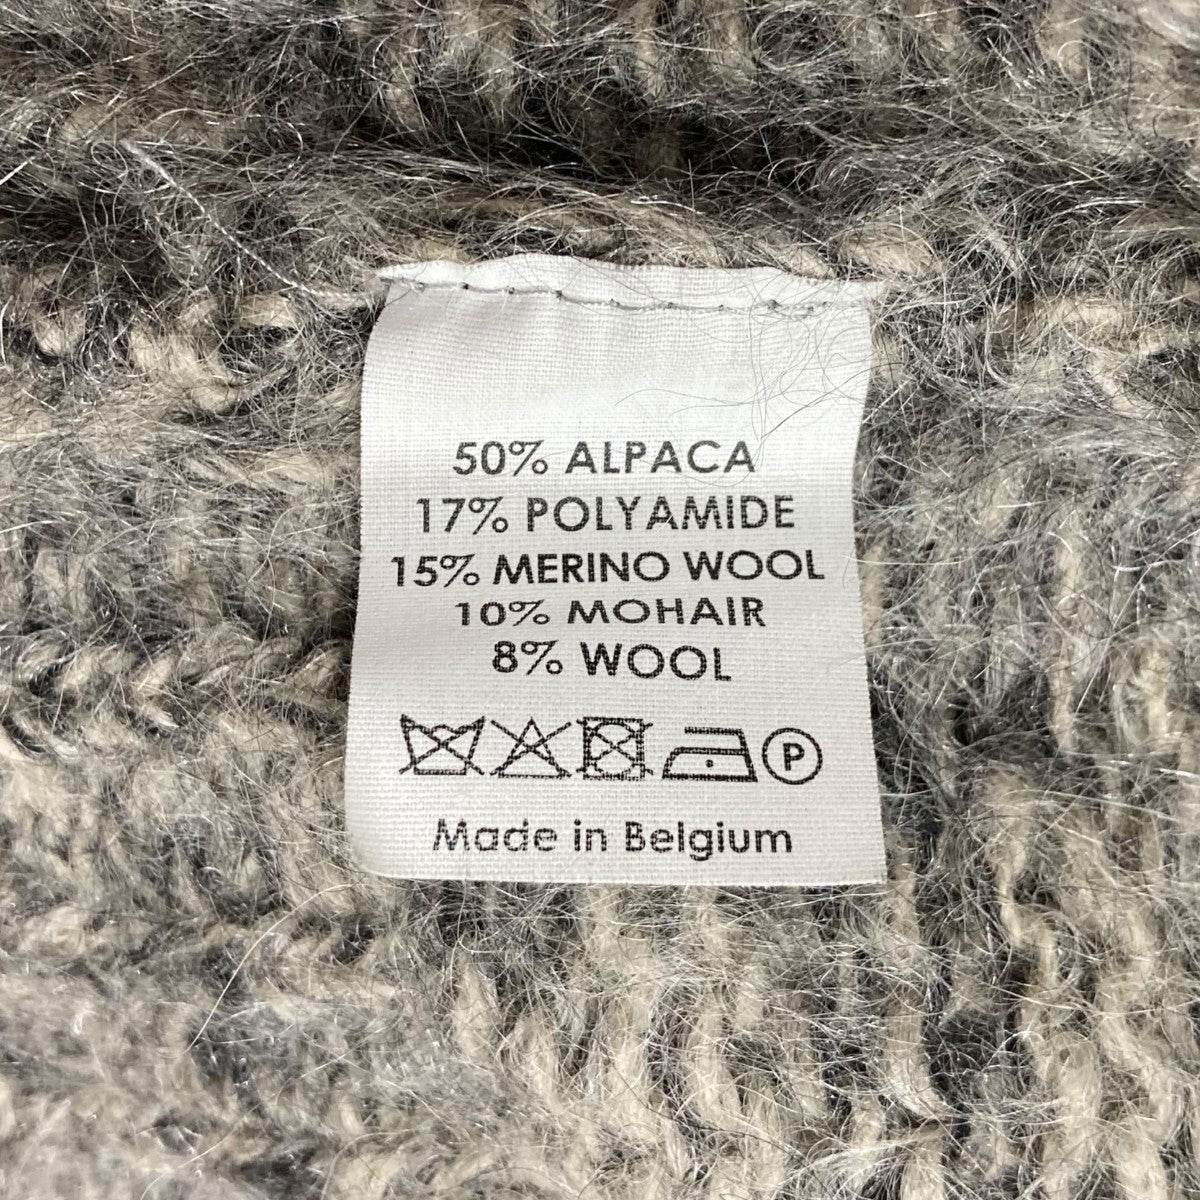 50% ALPACA
17% POLYAMIDE
15% MERINO WOOL
10% MOHAIR
8% WOOL
P
Made in Belgium